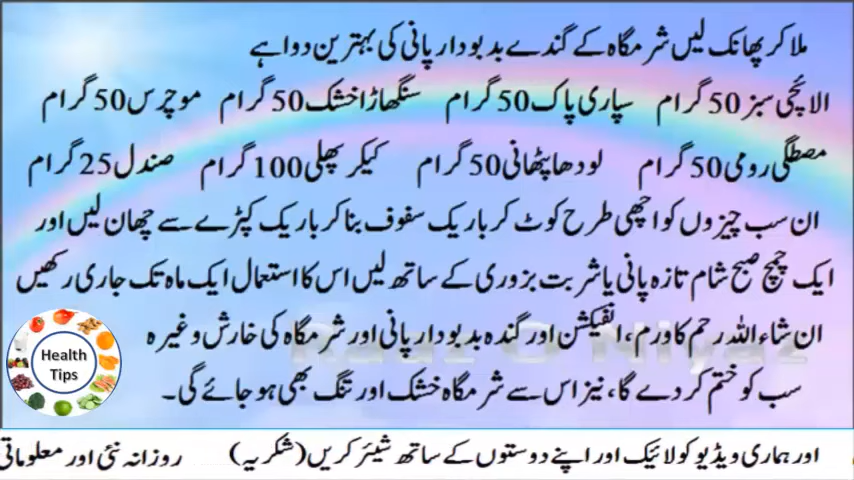 ملا کر پھانک لیں شرمگاہ کے گندے بدبودار پانی کی بہترین دوا ہے
الائچی سبز 50 گرام سپاری پاک 50 گرام سنگھاڑا خشک 50 گرام موچرس 50 گرام
مصطگی رومی 50 گرام لودھا پٹھانی 50 گرام کیکر پھلی 100 گرام صندل 25 گرام
ان سب چیزوں کو اچھی طرح کوٹ کر باریک سفوف بنا کر باریک کپڑے سے چھان لیں اور
ایک چمچ صبح شام تازہ پانی یا شربت بزوری کے ساتھ لیں اس کا استعمال ایک ماہ تک جاری رکھیں
ان شاء اللہ رحم کا ورم، انفیکشن اور گندہ بدبودار پانی اور شرمگاہ کی خارش وغیرہ
سب کو ختم کر دے گا، نیز اس سے شرمگاہ خشک اور تنگ بھی ہو جائے گی۔
Health
Tips
اور ہماری ویڈیو کو لائیک اور اپنے دوستوں کے ساتھ شیئر کریں (شکریہ) روزانہ نئی اور معلوماتی